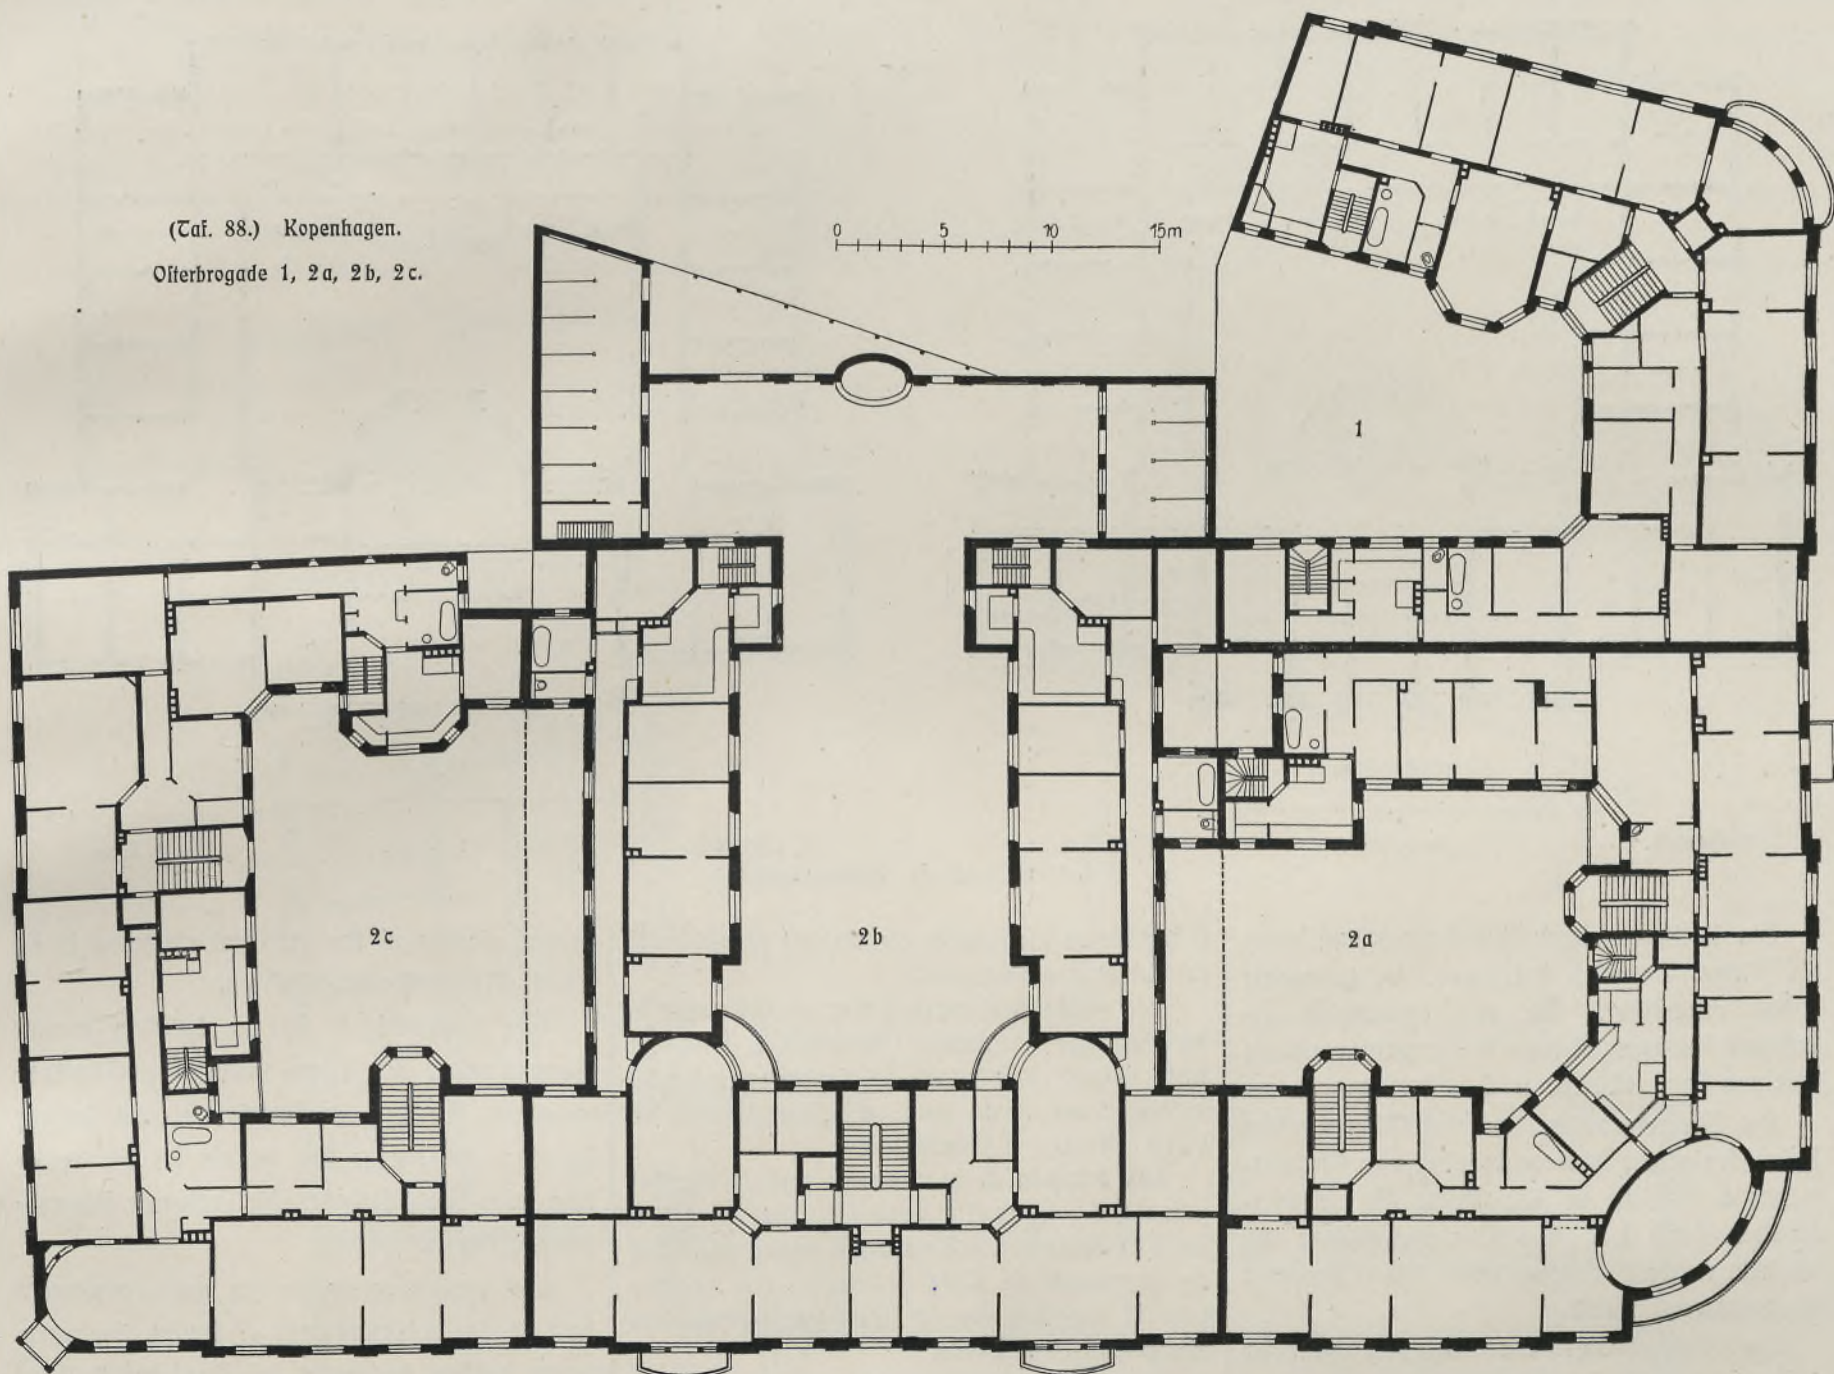 (Taf. 88.) Kopenhagen.
Osterbrogade 1, 2a, 2b, 2c.
0 5 10 15m
1
2c
2b
2a